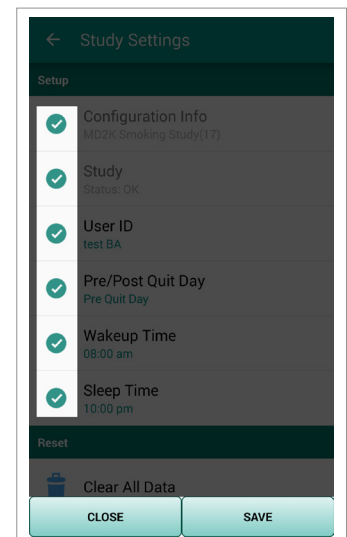 Study Settings
Setup
Configuration Info
MD2K Smoking Study(17)
Study
Status: OK
User ID
test BA
Pre/Post Quit Day
Pre Quit Day
Wakeup Time
08:00 am
Sleep Time
10:00 pm
Reset
Clear All Data
CLOSE
SAVE